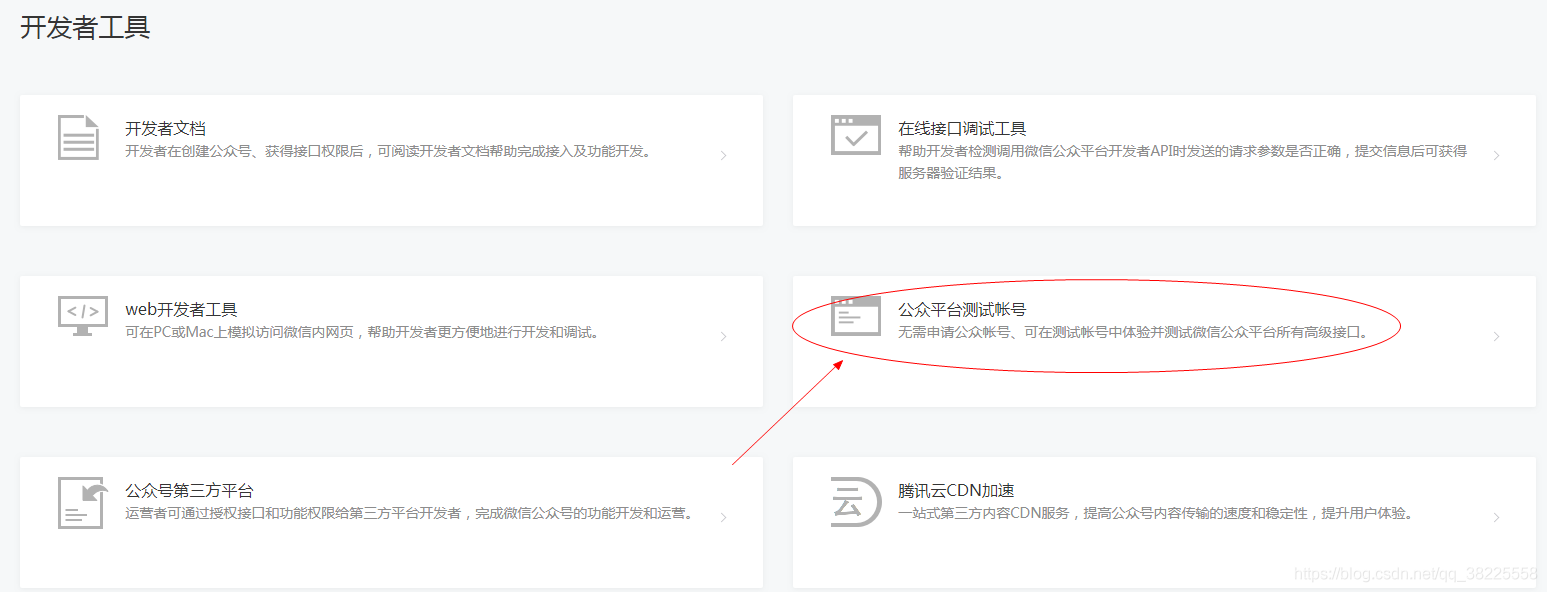 开发者工具
开发者文档
开发者在创建公众号、获得接口权限后，可阅读开发者文档帮助完成接入及功能开发。
在线接口调试工具
帮助开发者检测调用微信公众平台开发者API时发送的请求参数是否正确，提交信息后可获得
服务器验证结果。
web开发者工具
可在PC或Mac上模拟访问微信内网页，帮助开发者更方便地进行开发和调试。
公众平台测试帐号
无需申请公众帐号、可在测试帐号中体验并测试微信公众平台所有高级接口。
公众号第三方平台
运营者可通过授权接口和功能权限给第三方平台开发者，完成微信公众号的功能开发和运营。
云
腾讯云CDN加速
一站式第三方内容CDN服务，提高公众号内容传输的速度和稳定性，提升用户体验。
https://blog.csdn.net/qq_38225558